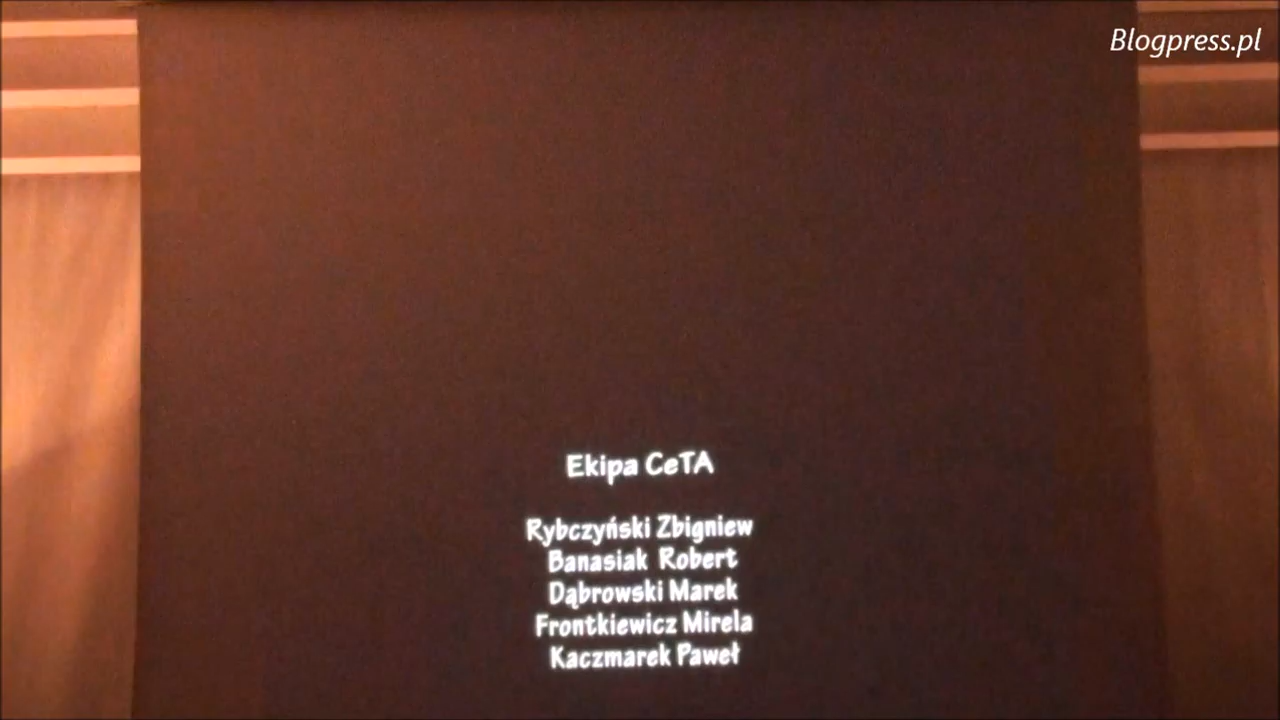 Blogpress.pl
Ekipa CeTA
Rybczyński Zbigniew
Banasiak Robert
Dąbrowski Marek
Frontkiewicz Mirela
Kaczmarek Paweł